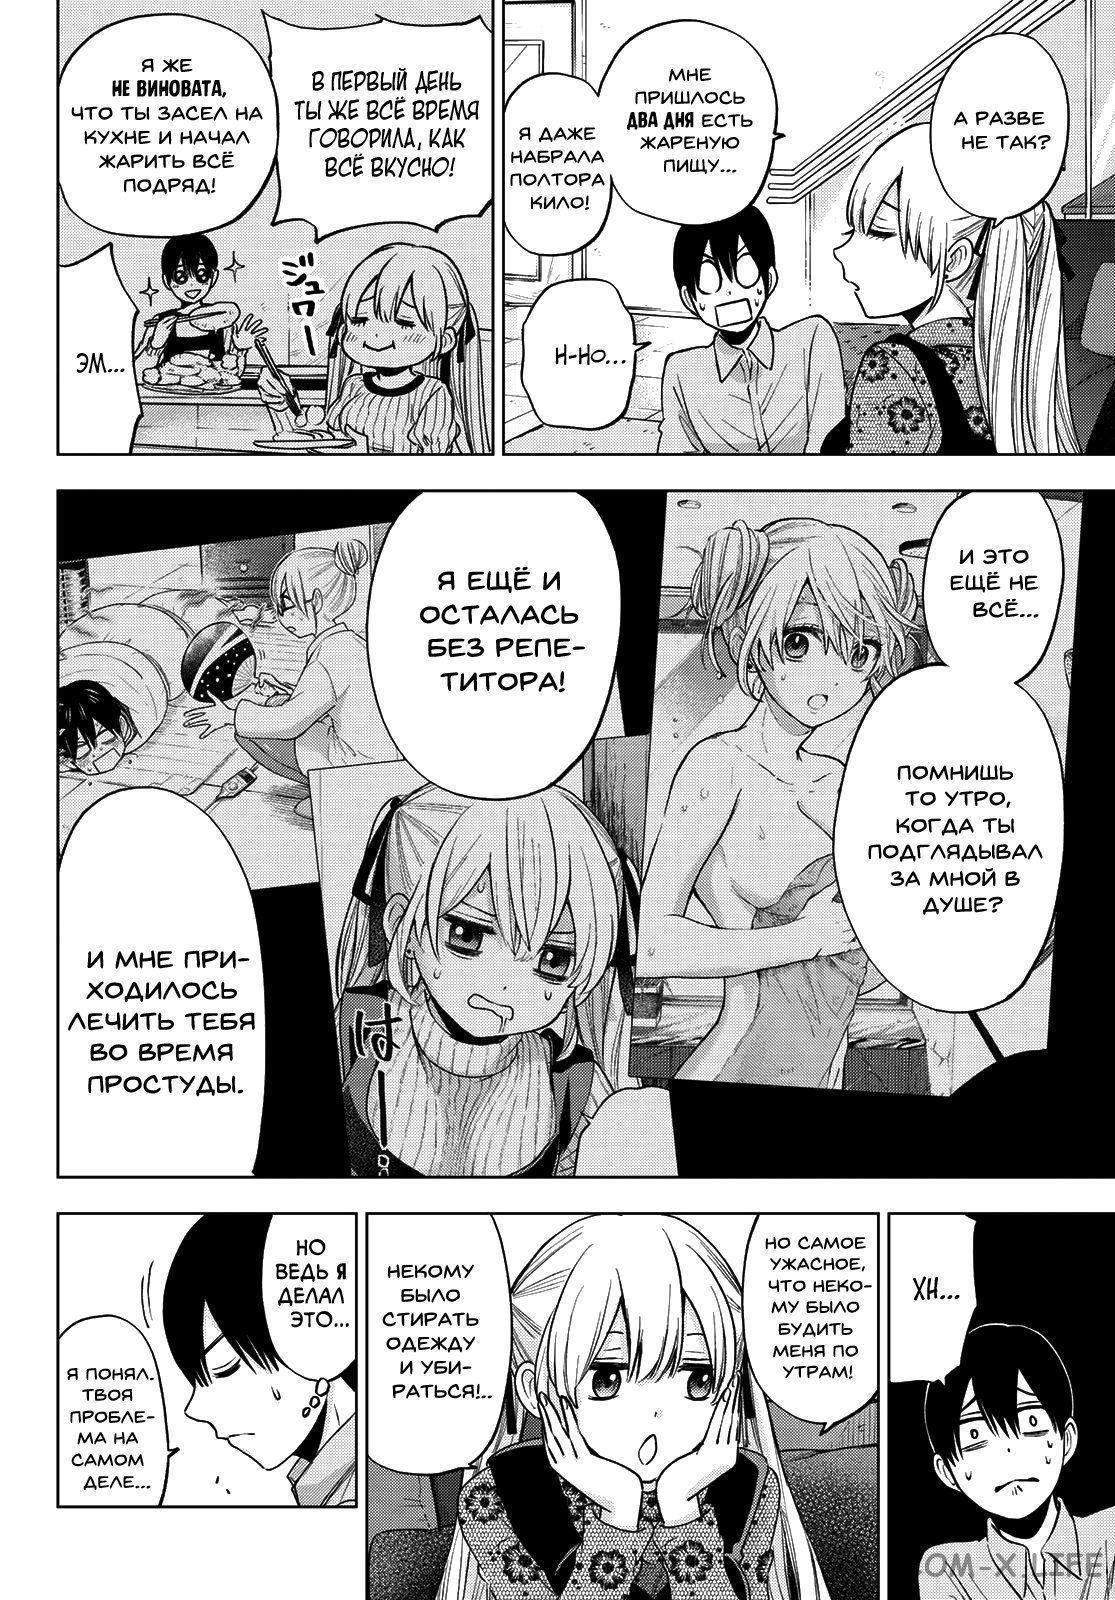 А РАЗВЕ
НЕ ТАК?
МНЕ
ПРИШЛОСЬ
ДВА ДНЯ ЕСТЬ
ЖАРЕНУЮ
ПИЩУ...
Я ДАЖЕ
НАБРАЛА
ПОЛТОРА
КИЛО!
Н-НО...
В ПЕРВЫЙ ДЕНЬ
ТЫ ЖЕ ВСЁ ВРЕМЯ
ГОВОРИЛА, КАК
ВСЁ ВКУСНО!
Я ЖЕ
НЕ ВИНОВАТА,
ЧТО ТЫ ЗАСЕЛ НА
КУХНЕ И НАЧАЛ
ЖАРИТЬ ВСЁ
ПОДРЯД!
ジュワー
ЭМ...
И ЭТО
ЕЩЁ НЕ
ВСЁ...
ПОМНИШЬ
ТО УТРО,
КОГДА ТЫ
ПОДГЛЯДЫВАЛ
ЗА МНОЙ В
ДУШЕ?
Я ЕЩЁ И
ОСТАЛАСЬ
БЕЗ РЕПЕ-
ТИТОРА!
はー
И МНЕ ПРИ-
ХОДИЛОСЬ
ЛЕЧИТЬ ТЕБЯ
ВО ВРЕМЯ
ПРОСТУДЫ.
ХН...
НО САМОЕ
УЖАСНОЕ,
ЧТО НЕКО-
МУ БЫЛО
БУДИТЬ
МЕНЯ ПО
УТРАМ!
НЕКОМУ
БЫЛО
СТИРАТЬ
ОДЕЖДУ
И УБИ-
РАТЬСЯ!..
НО
ВЕДЬ Я
ДЕЛАЛ
ЭТО...
Я ПОНЯЛ.
ТВОЯ
ПРОБЛЕ-
МА НА
САМОМ
ДЕЛЕ...
COM-X.LIFE